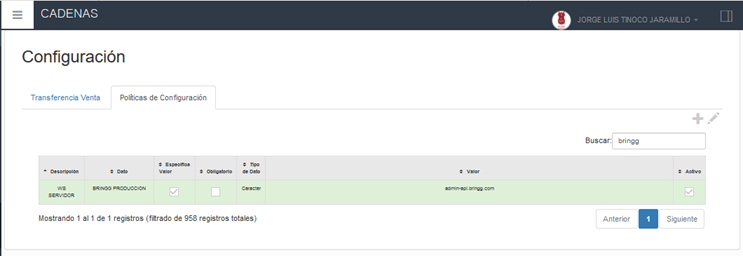 CADENAS
JORGE LUIS TINOCO JARAMILLO
Configuración
Transferencia Venta
Políticas de Configuración
Buscar: bringg
Descripción Dato Especifica Valor Obligatorio Tipo de Dato Valor Activo
WS SERVIDOR BRINGG PRODUCCION Caracter admin-api.bringg.com
Mostrando 1 al 1 de 1 registros (filtrado de 958 registros totales)
Anterior 1 Siguiente